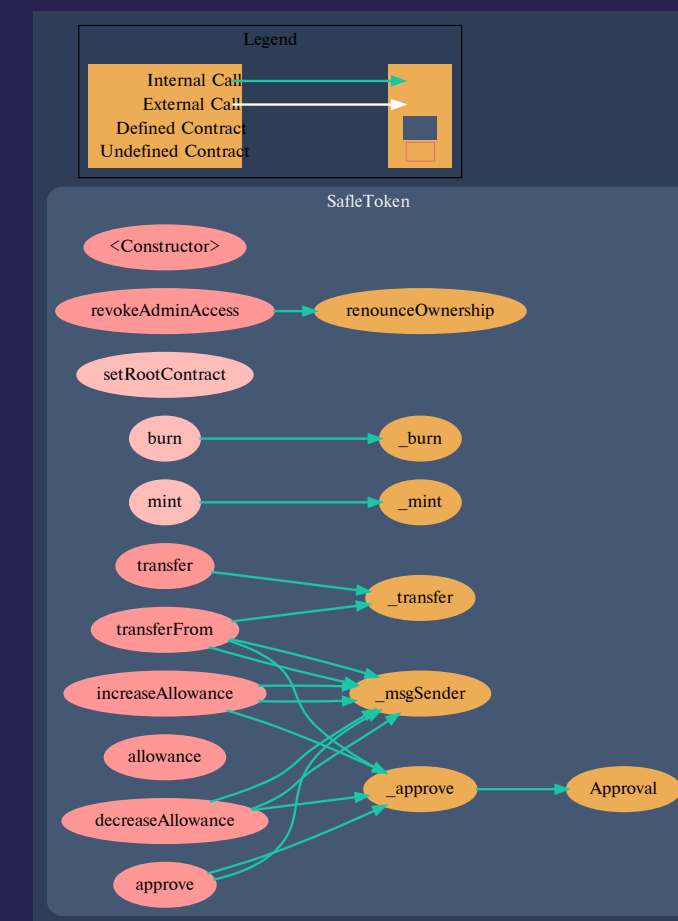 Legend
Internal Call
External Call
Defined Contract
Undefined Contract
SafleToken
<Constructor>
revokeAdminAccess
renounceOwnership
setRootContract
burn
_burn
mint
_mint
transfer
_transfer
transferFrom
increaseAllowance
_msgSender
allowance
_approve
Approval
decreaseAllowance
approve